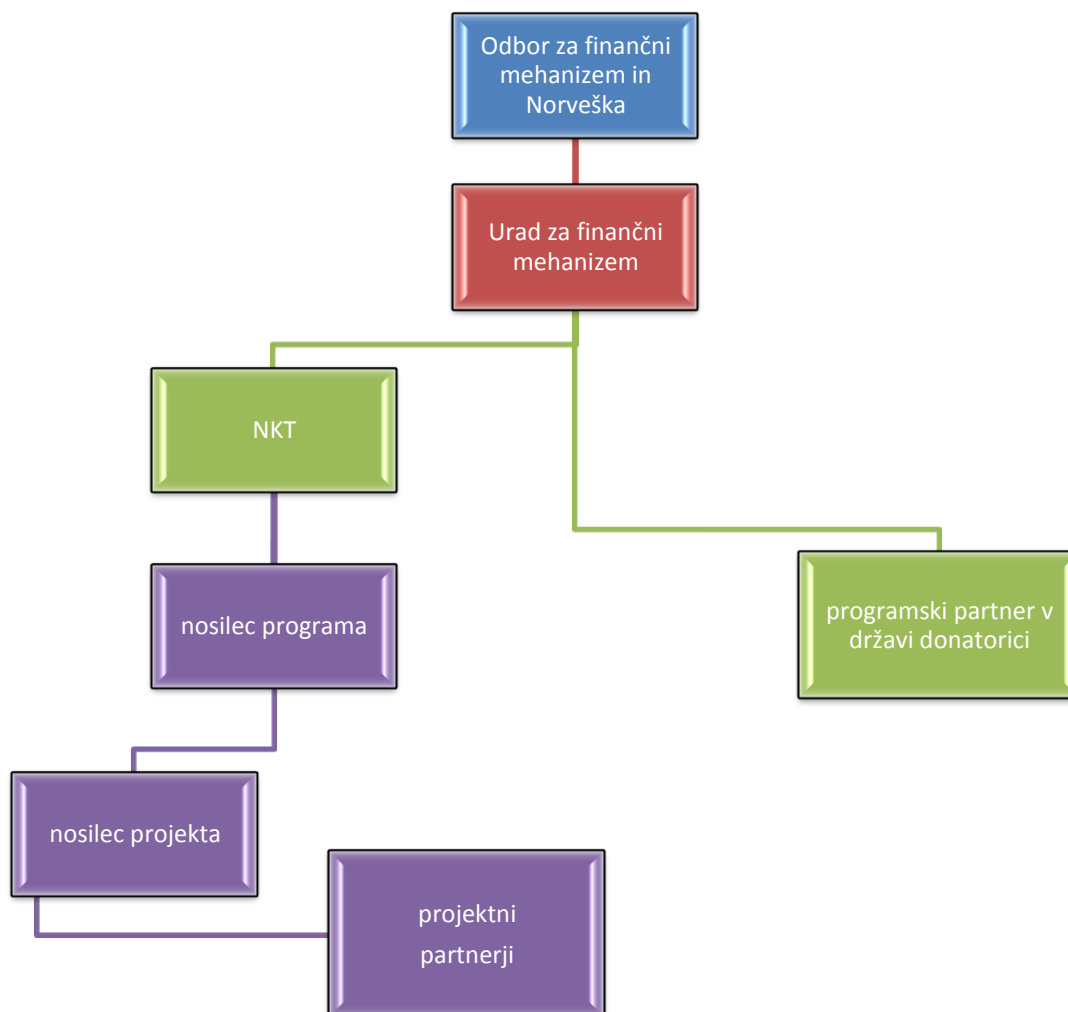 Odbor za finančni
mehanizem in
Norveška
Urad za finančni
mehanizem
NKT
nosilec programa
programski partner v
državi donatorici
nosilec projekta
projektni
partnerji